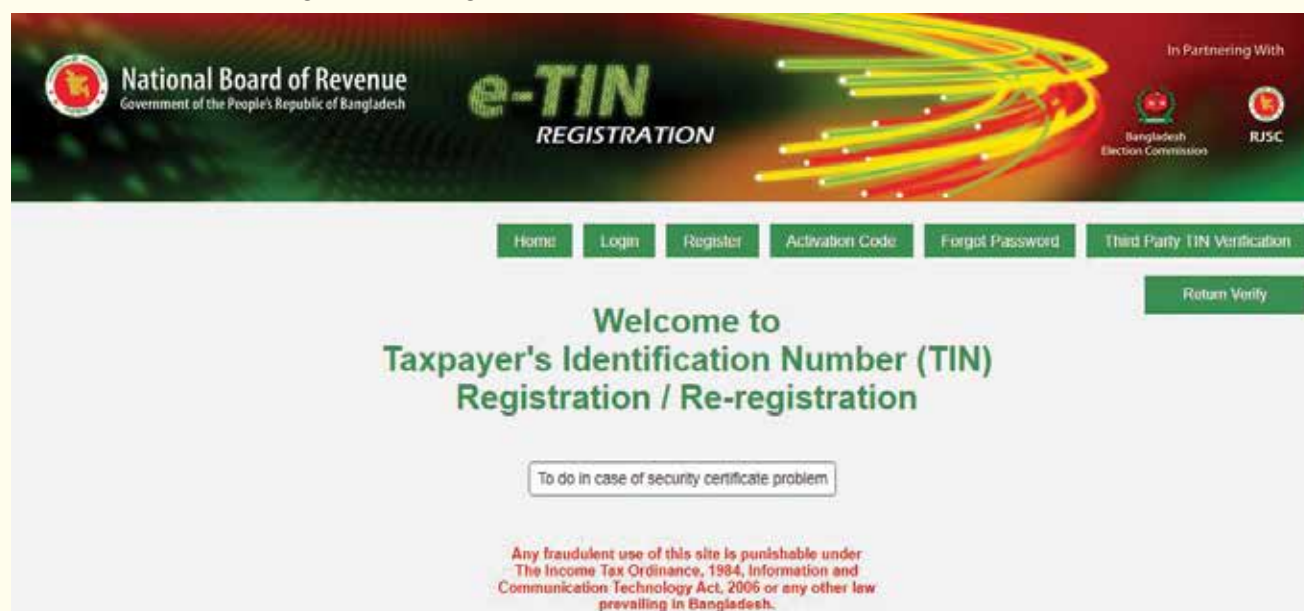 National Board of Revenue
Government of the People's Republic of Bangladesh
e-TIN
REGISTRATION
In Partnering With
Bangladesh
Election Commission
RJSC
Home
Login
Register
Activation Code
Forgot Password
Third Party TIN Verification
Return Verify
Welcome to
Taxpayer's Identification Number (TIN)
Registration / Re-registration
To do in case of security certificate problem
Any fraudulent use of this site is punishable under
The Income Tax Ordinance, 1984, Information and
Communication Technology Act, 2006 or any other law
prevailing in Bangladesh.